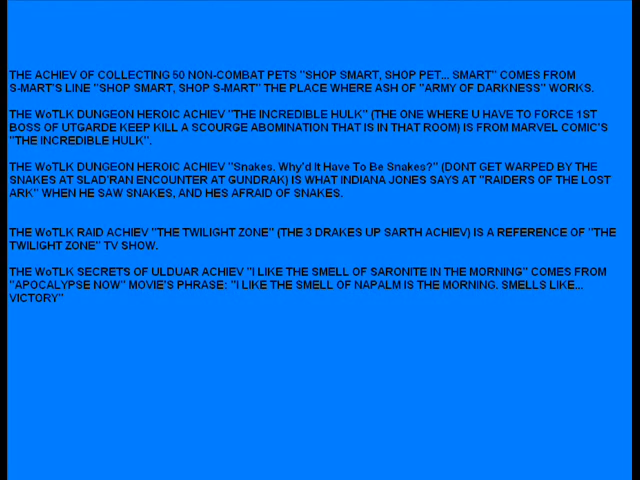 THE ACHIEV OF COLLECTING 50 NON-COMBAT PETS "SHOP SMART, SHOP PET... SMART" COMES FROM
S-MART'S LINE "SHOP SMART, SHOP S-MART" THE PLACE WHERE ASH OF "ARMY OF DARKNESS" WORKS.
THE WoTLK DUNGEON HEROIC ACHIEV "THE INCREDIBLE HULK" (THE ONE WHERE U HAVE TO FORCE 1ST
BOSS OF UTGARDE KEEP KILL A SCOURGE ABOMINATION THAT IS IN THAT ROOM) IS FROM MARVEL COMIC'S
"THE INCREDIBLE HULK".
THE WoTLK DUNGEON HEROIC ACHIEV "Snakes. Why'd It Have To Be Snakes?" (DONT GET WARPED BY THE
SNAKES AT SLAD'RAN ENCOUNTER AT GUNDRAK) IS WHAT INDIANA JONES SAYS AT "RAIDERS OF THE LOST
ARK" WHEN HE SAW SNAKES, AND HES AFRAID OF SNAKES.
THE WoTLK RAID ACHIEV "THE TWILIGHT ZONE" (THE 3 DRAKES UP SARTH ACHIEV) IS A REFERENCE OF "THE
TWILIGHT ZONE" TV SHOW.
THE WoTLK SECRETS OF ULDUAR ACHIEV "I LIKE THE SMELL OF SARONITE IN THE MORNING" COMES FROM
"APOCALYPSE NOW" MOVIE'S PHRASE: "I LIKE THE SMELL OF NAPALM IS THE MORNING. SMELLS LIKE...
VICTORY"